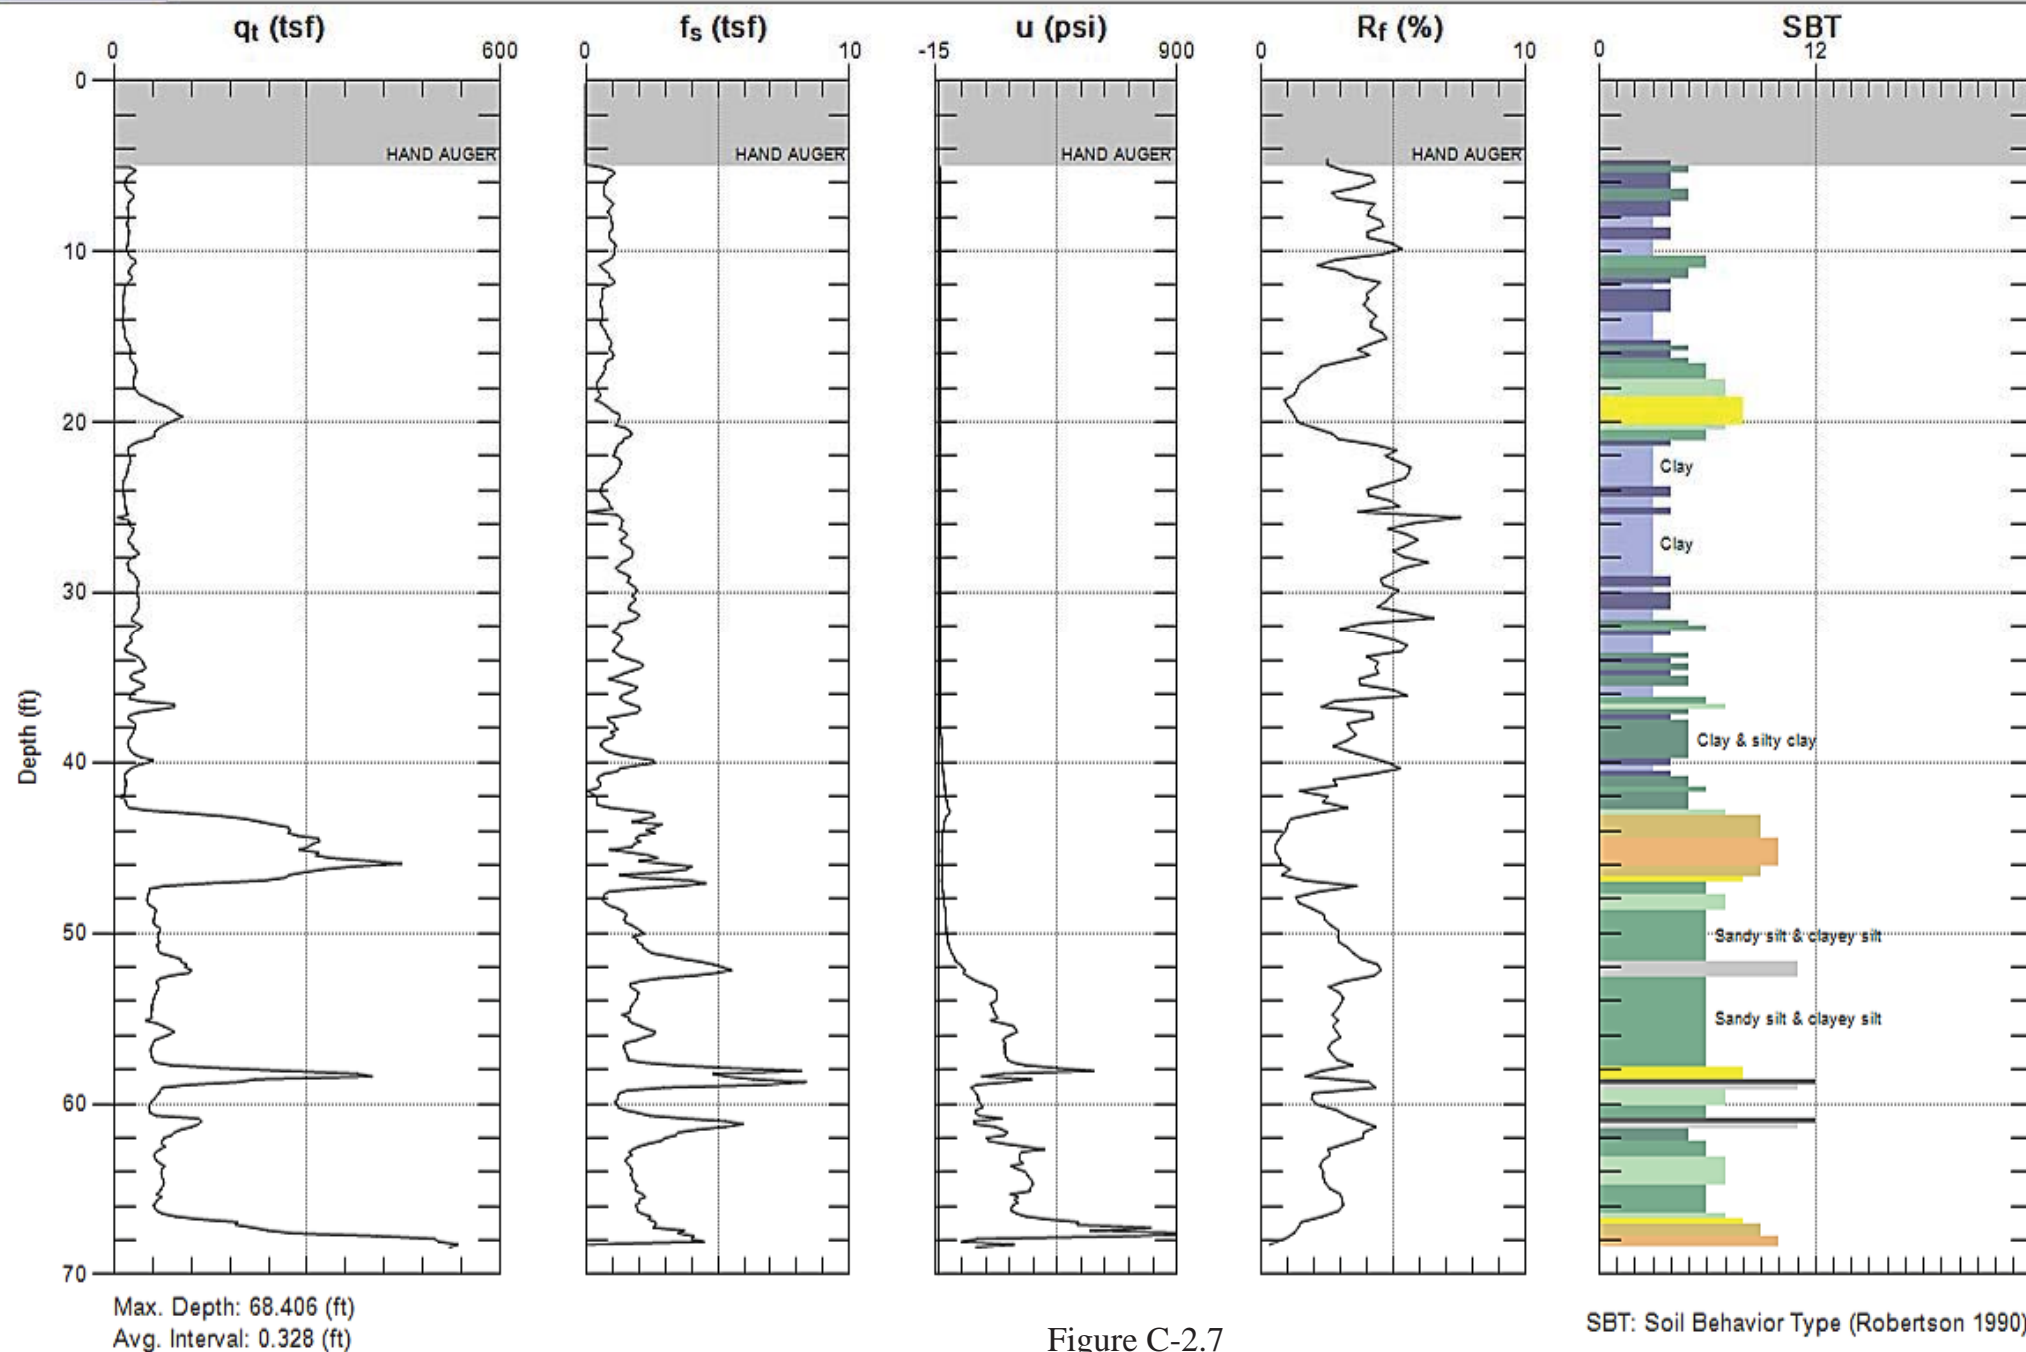 qt (tsf)
fs (tsf)
u (psi)
Rf (%)
SBT
0 600 0 10 -15 900 0 10 0 12
0
HAND AUGER
HAND AUGER
HAND AUGER
HAND AUGER
10
20
Clay
Clay
30
Clay & silty clay
Depth (ft)
40
50
Sandy silt & clayey silt
Sandy silt & clayey silt
60
70
Max. Depth: 68.406 (ft)
Avg. Interval: 0.328 (ft)
Figure C-2.7
SBT: Soil Behavior Type (Robertson 1990)